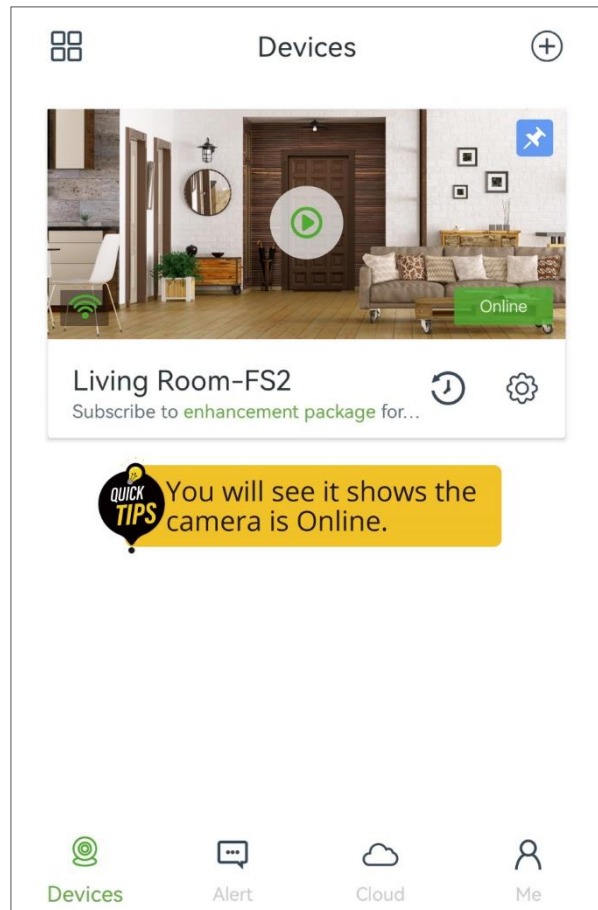 Devices
Online
Living Room-FS2
Subscribe to enhancement package for...
QUICK
TIPS
You will see it shows the
camera is Online.
Devices
Alert
Cloud
Me